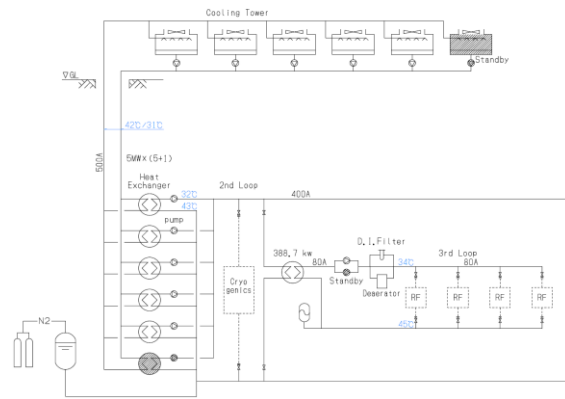 Cooling Tower
Standby
▽GL
42℃/31℃
500A
5MW×(5+1)
Heat
Exchanger
32℃
43℃
pump
2nd Loop
400A
Cryo
genics
388.7 kw
80A
Standby
D.I.Filter
Deaerator
34℃
3rd Loop
80A
RF
RF
RF
RF
45℃
N2